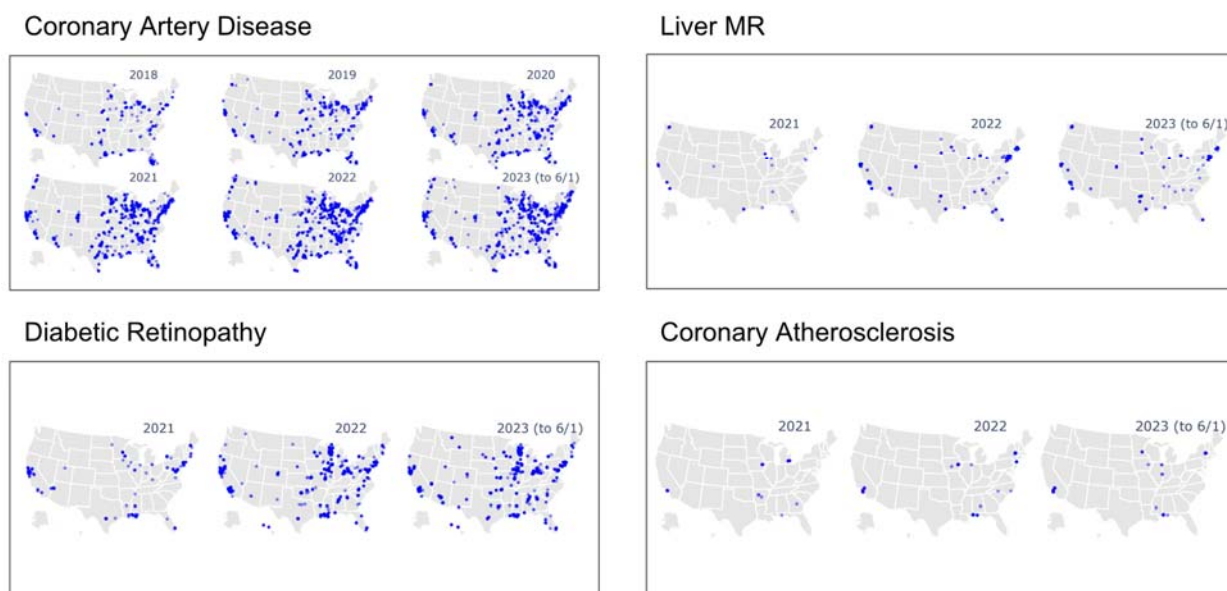 Coronary Artery Disease
2018
2019
2020
2021
2022
2023 (to 6/1)
Liver MR
2021
2022
2023 (to 6/1)
Diabetic Retinopathy
2021
2022
2023 (to 6/1)
Coronary Atherosclerosis
2021
2022
2023 (to 6/1)